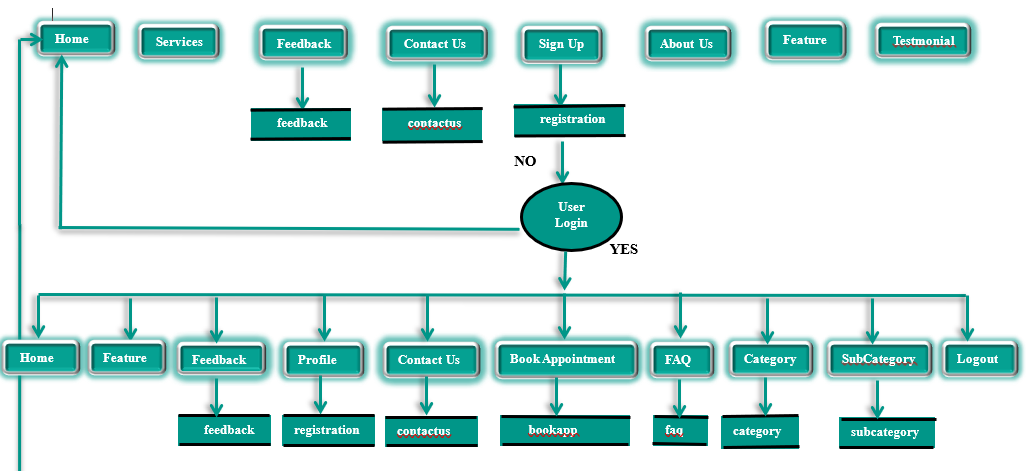 Home
Services
Feedback
Contact Us
Sign Up
About Us
Feature
Testmonial
feedback
contactus
registration
NO
User
Login
YES
Home
Feature
Feedback
Profile
Contact Us
Book Appointment
FAQ
Category
SubCategory
Logout
feedback
registration
contactus
bookapp
faq
category
subcategory